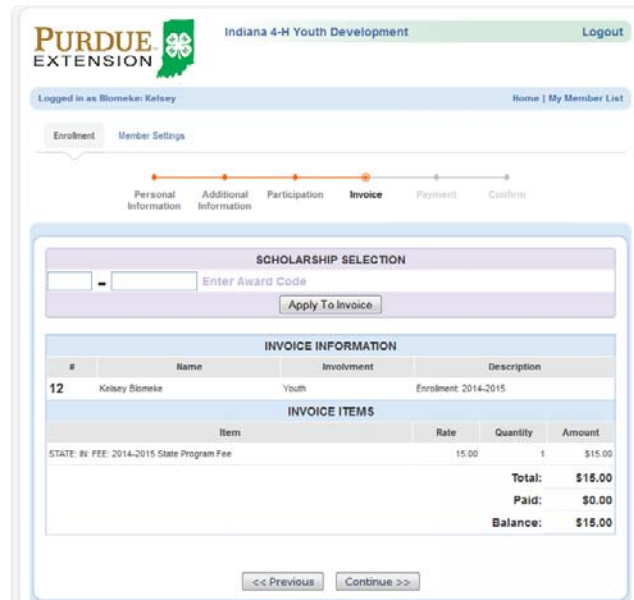 PURDUE
EXTENSION
Indiana 4-H Youth Development
Logout
Logged in as Blomeke: Kelsey
Home | My Member List
Enrollment
Member Settings
Personal Information
Additional Information
Participation
Invoice
Payment
Confirm
SCHOLARSHIP SELECTION
- Enter Award Code
Apply To Invoice
INVOICE INFORMATION
# Name Involvment Description
12 Kelsey Blomeke Youth Enrollment: 2014-2015
INVOICE ITEMS
Item Rate Quantity Amount
STATE: IN: FEE: 2014-2015 State Program Fee 15.00 1 $15.00
Total: $15.00
Paid: $0.00
Balance: $15.00
<< Previous
Continue >>